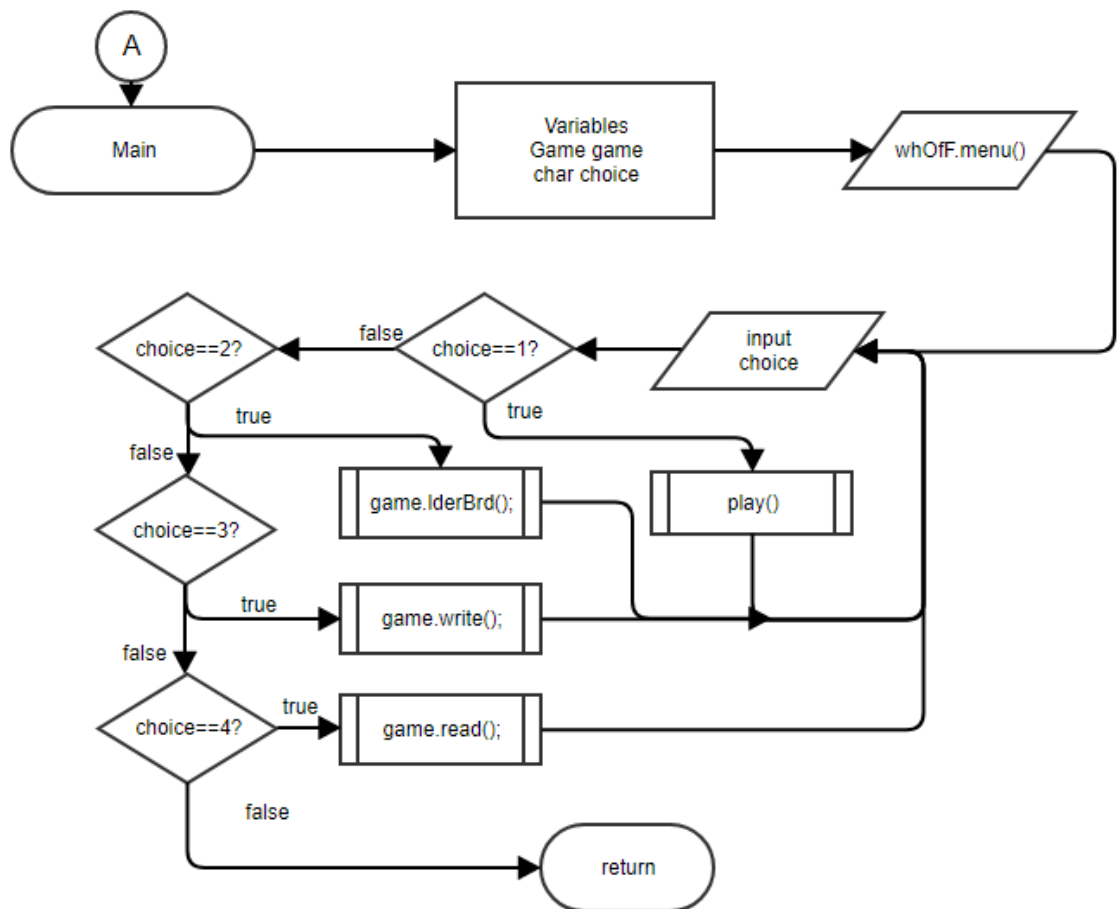 A
Main
Variables
Game game
char choice
whOfF.menu()
input
choice
choice==1?
false
choice==2?
true
true
false
game.lderBrd();
play()
choice==3?
true
game.write();
false
choice==4?
true
game.read();
false
return